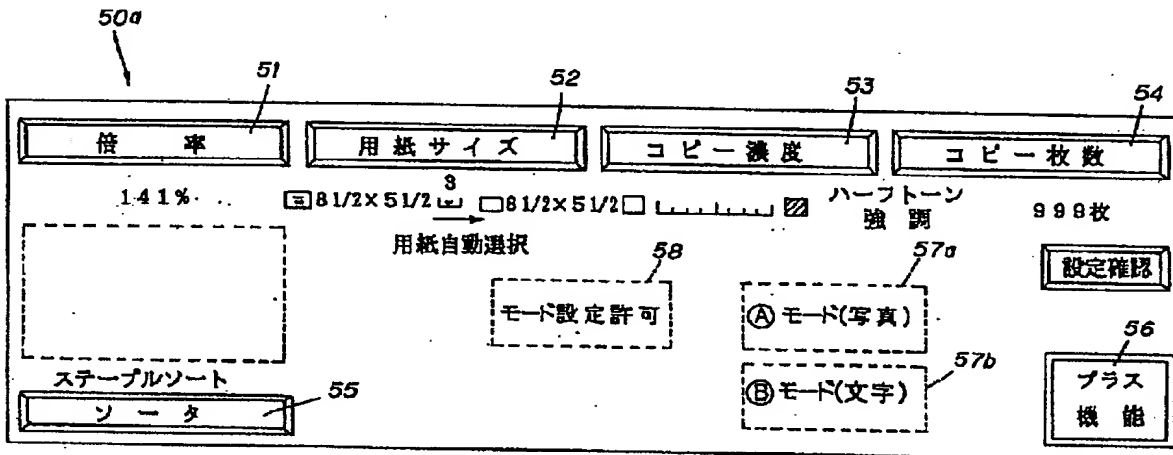 50a
51
52
53
54
倍率
用紙サイズ
コピー濃度
コピー枚数
141%
8 1/2×5 1/2
8 1/2×5 1/2
ハーフトーン
強調
999枚
用紙自動選択
58
57a
設定確認
モード設定許可
Ⓐモード(写真)
56
ステープルソート
57b
ソータ
55
Ⓑモード(文字)
プラス
機能